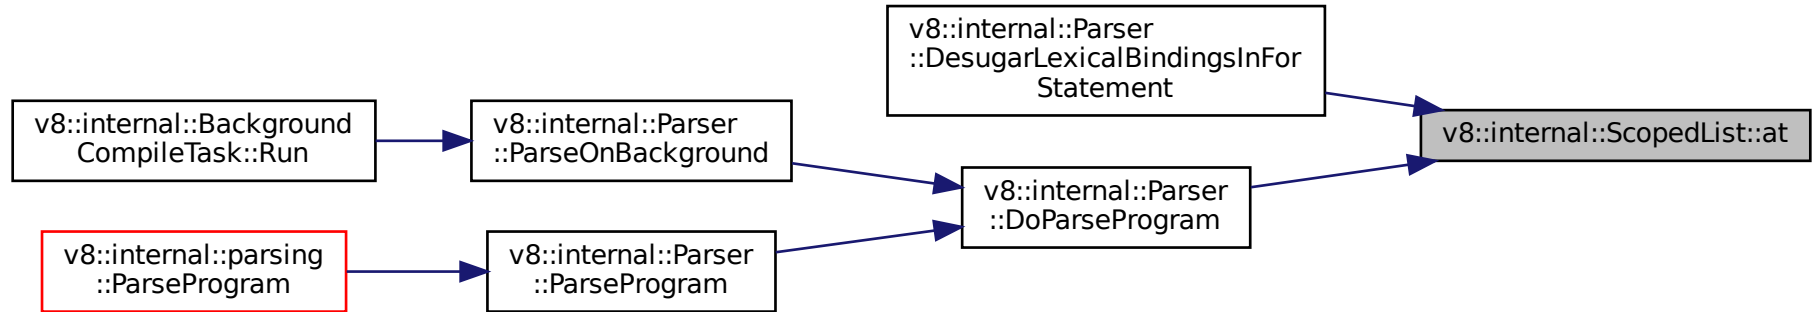 v8::internal::Parser
::DesugarLexicalBindingsInFor
Statement
v8::internal::Background
CompileTask::Run
v8::internal::Parser
::ParseOnBackground
v8::internal::ScopedList::at
v8::internal::Parser
::DoParseProgram
v8::internal::parsing
::ParseProgram
v8::internal::Parser
::ParseProgram